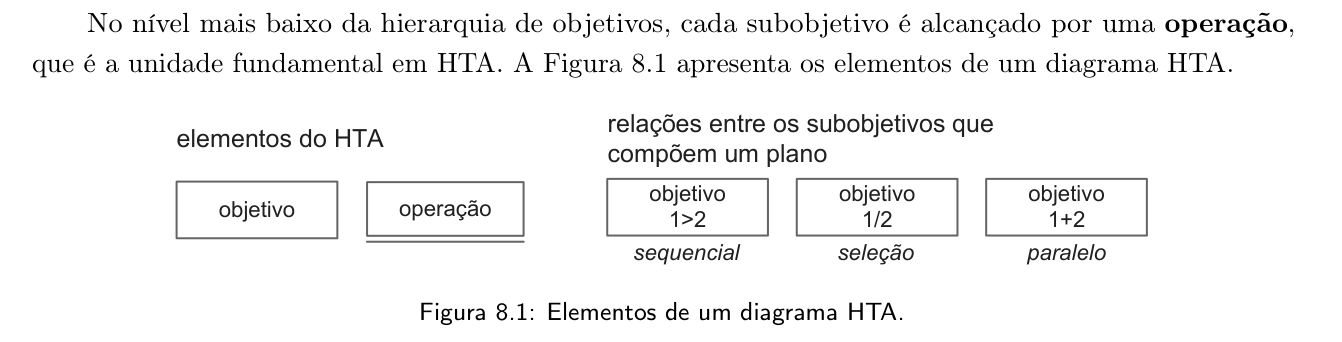 No nível mais baixo da hierarquia de objetivos, cada subobjetivo é alcançado por uma operação,
que é a unidade fundamental em HTA. A Figura 8.1 apresenta os elementos de um diagrama HTA.
elementos do HTA
objetivo
operação
relações entre os subobjetivos que
compõem um plano
objetivo
1>2
sequencial
objetivo
1/2
seleção
objetivo
1+2
paralelo
Figura 8.1: Elementos de um diagrama HTA.